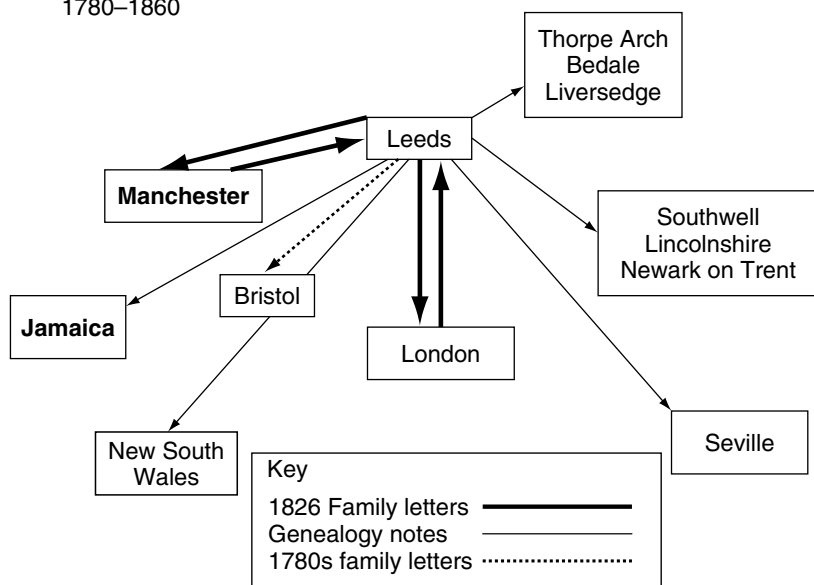 1780–1860
Thorpe Arch
Bedale
Liversedge
Leeds
Manchester
Southwell
Lincolnshire
Newark on Trent
Bristol
Jamaica
London
New South
Wales
Seville
Key
1826 Family letters
Genealogy notes
1780s family letters